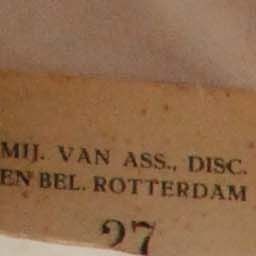 MIJ. VAN ASS., DISC.
EN BEL. ROTTERDAM
27